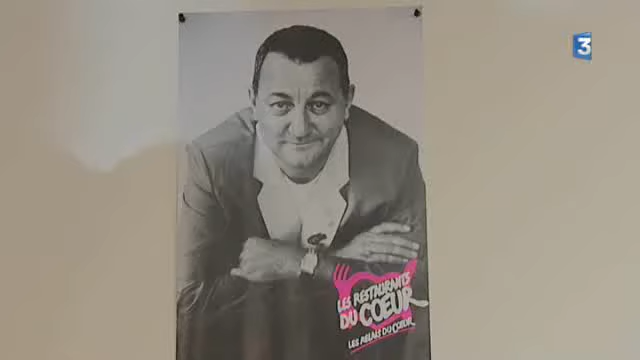 3
LES RESTAURANTS
DU COEUR
LES RELAIS DU COEUR